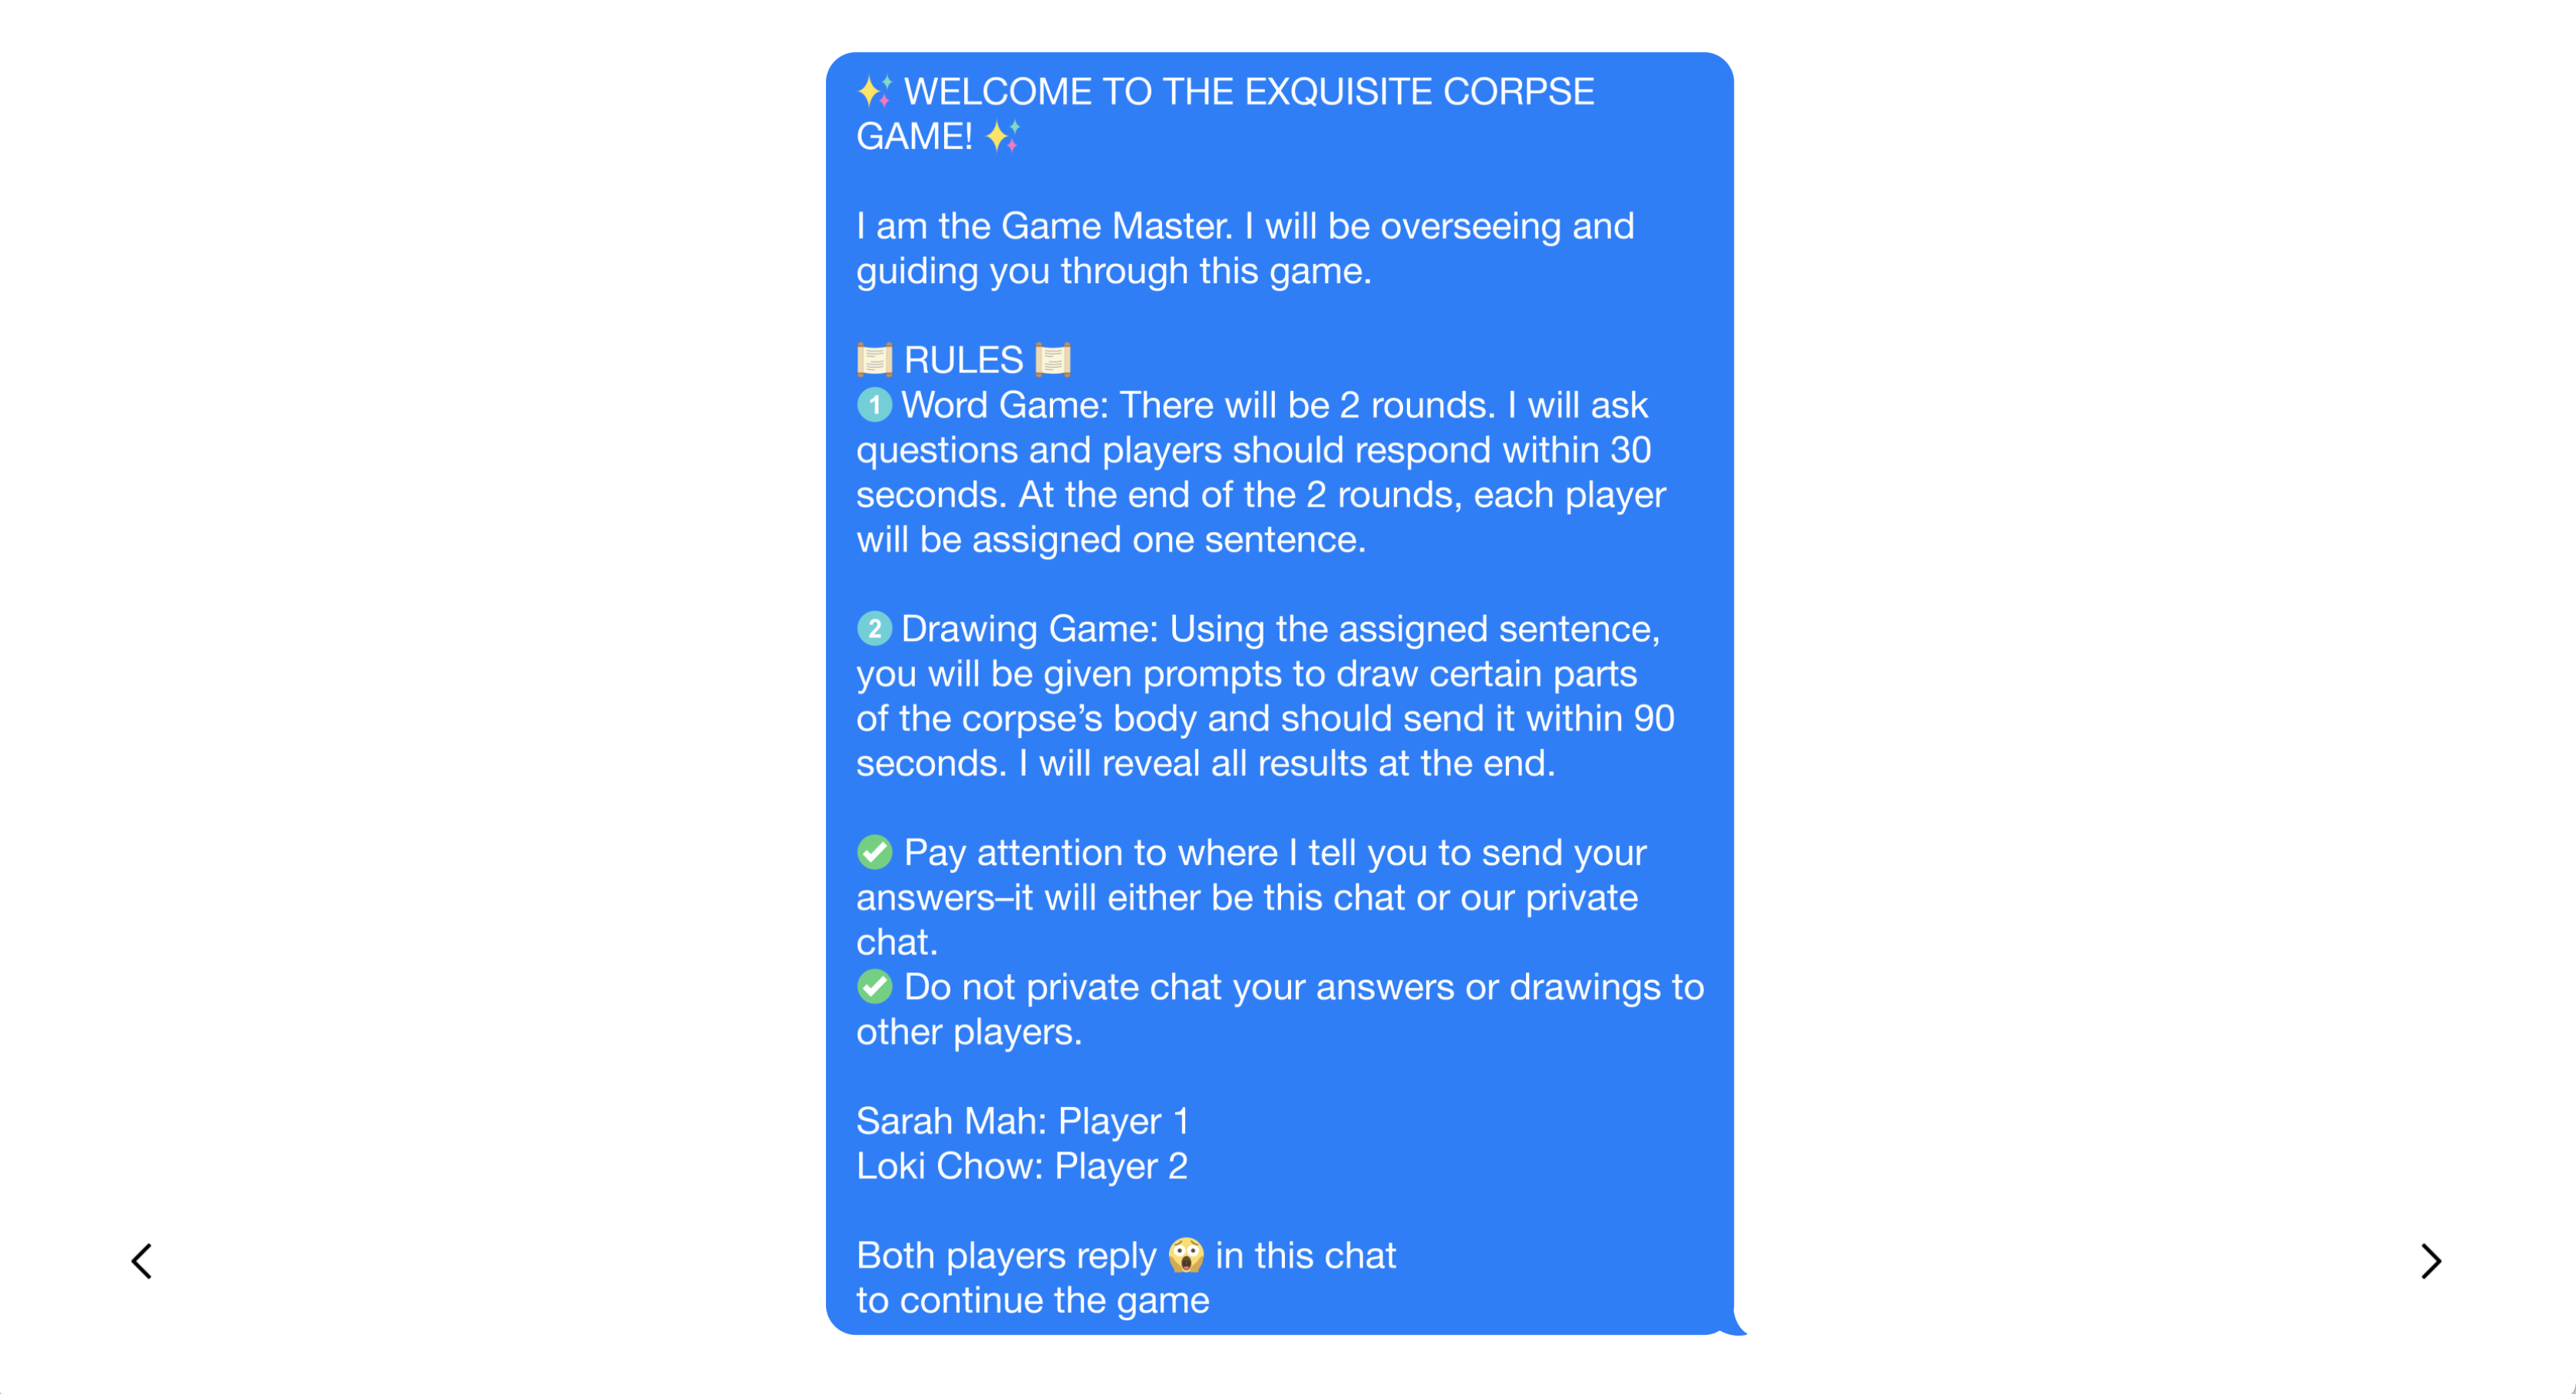 ✨ WELCOME TO THE EXQUISITE CORPSE
GAME! ✨
I am the Game Master. I will be overseeing and
guiding you through this game.
📜 RULES 📜
1 Word Game: There will be 2 rounds. I will ask
questions and players should respond within 30
seconds. At the end of the 2 rounds, each player
will be assigned one sentence.
2 Drawing Game: Using the assigned sentence,
you will be given prompts to draw certain parts
of the corpse’s body and should send it within 90
seconds. I will reveal all results at the end.
✅ Pay attention to where I tell you to send your
answers–it will either be this chat or our private
chat.
✅ Do not private chat your answers or drawings to
other players.
Sarah Mah: Player 1
Loki Chow: Player 2
Both players reply 😱 in this chat
to continue the game